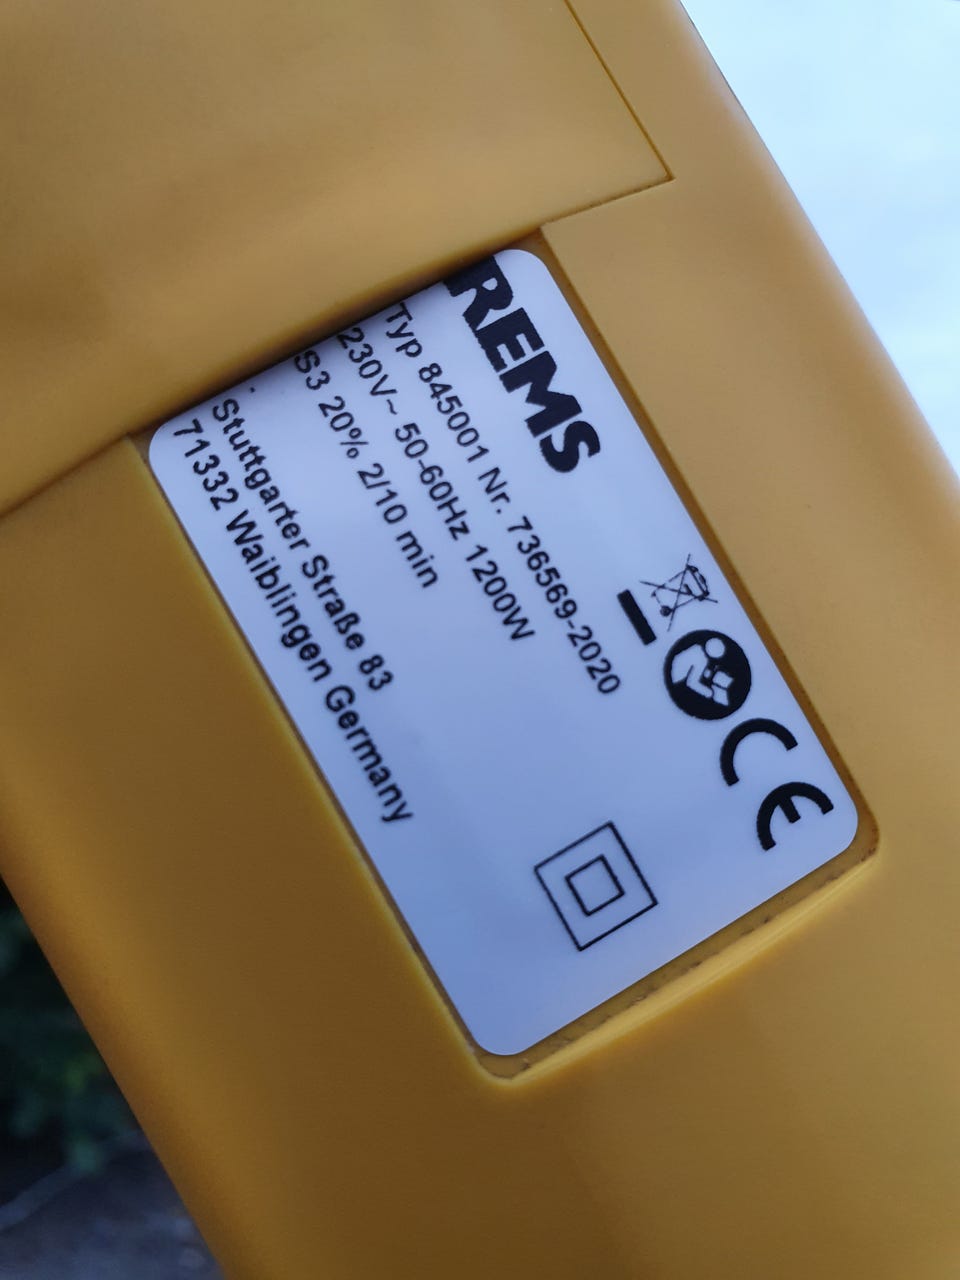 REMS
Typ 845001 Nr. 736569-2020
230V~ 50-60Hz 1200W
S3 20% 2/10 min
Stuttgarter Straße 83
71332 Waiblingen Germany
CE